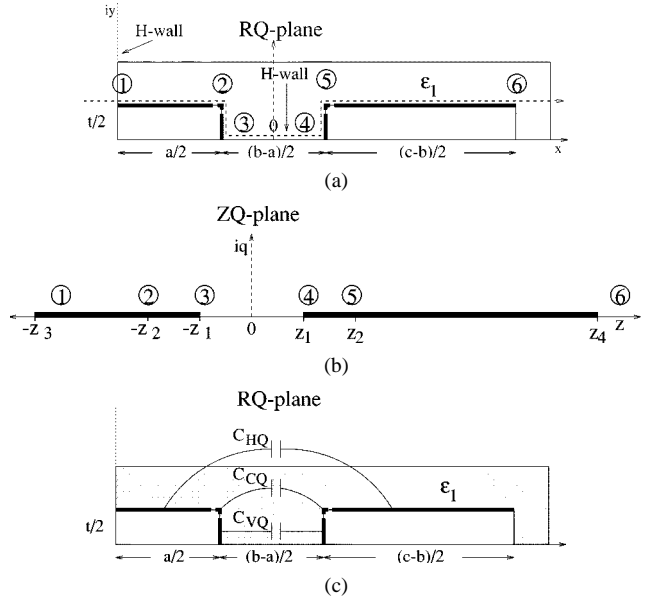 iy
H-wall
RQ-plane
H-wall
① ② ③ 0 ④ ⑤ ε1 ⑥
t/2
a/2 (b-a)/2 (c-b)/2 x
(a)
ZQ-plane
iq
① ② ③ ④ ⑤ ⑥
-z3 -z2 -z1 0 z1 z2 z4 z
(b)
RQ-plane
CHQ
CCQ
ε1
CVQ
t/2
a/2 (b-a)/2 (c-b)/2
(c)